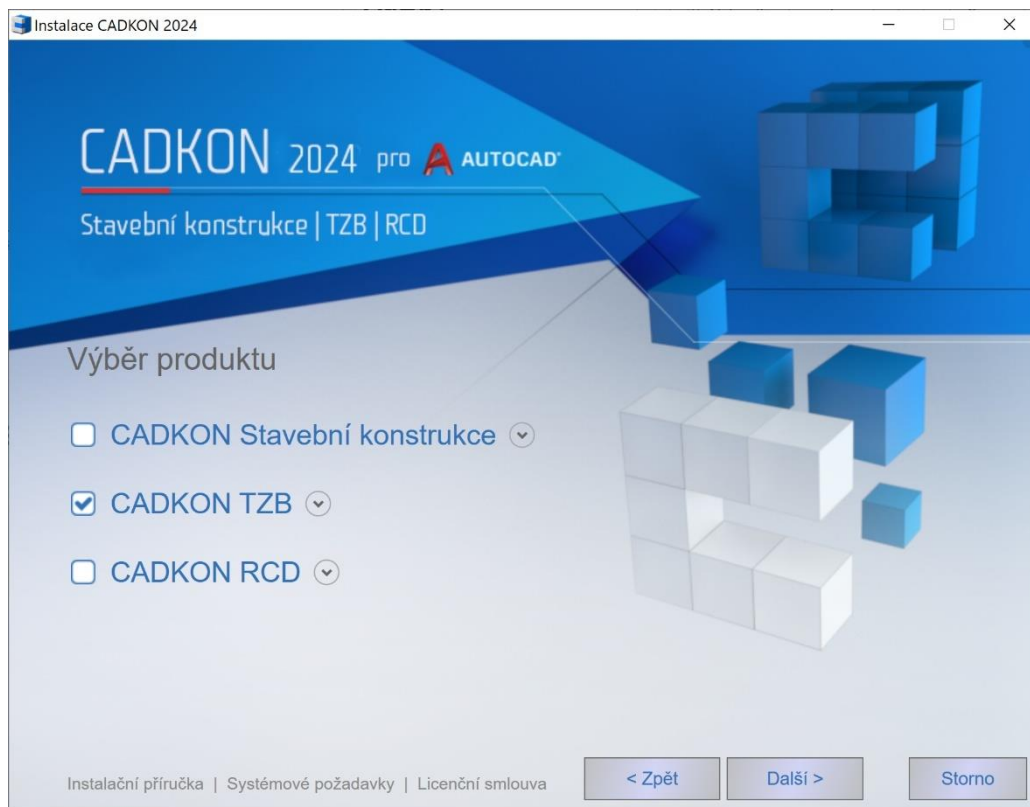 Instalace CADKON 2024
CADKON 2024 pro AUTOCAD®
Stavební konstrukce | TZB | RCD
Výběr produktu
CADKON Stavební konstrukce
CADKON TZB
CADKON RCD
Instalační příručka | Systémové požadavky | Licenční smlouva
< Zpět
Další >
Storno